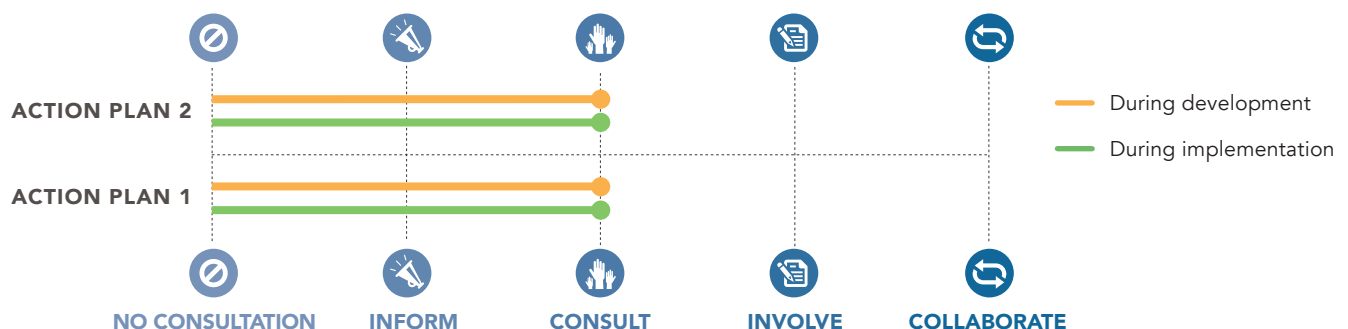 ACTION PLAN 2
During development
During implementation
ACTION PLAN 1
NO CONSULTATION
INFORM
CONSULT
INVOLVE
COLLABORATE